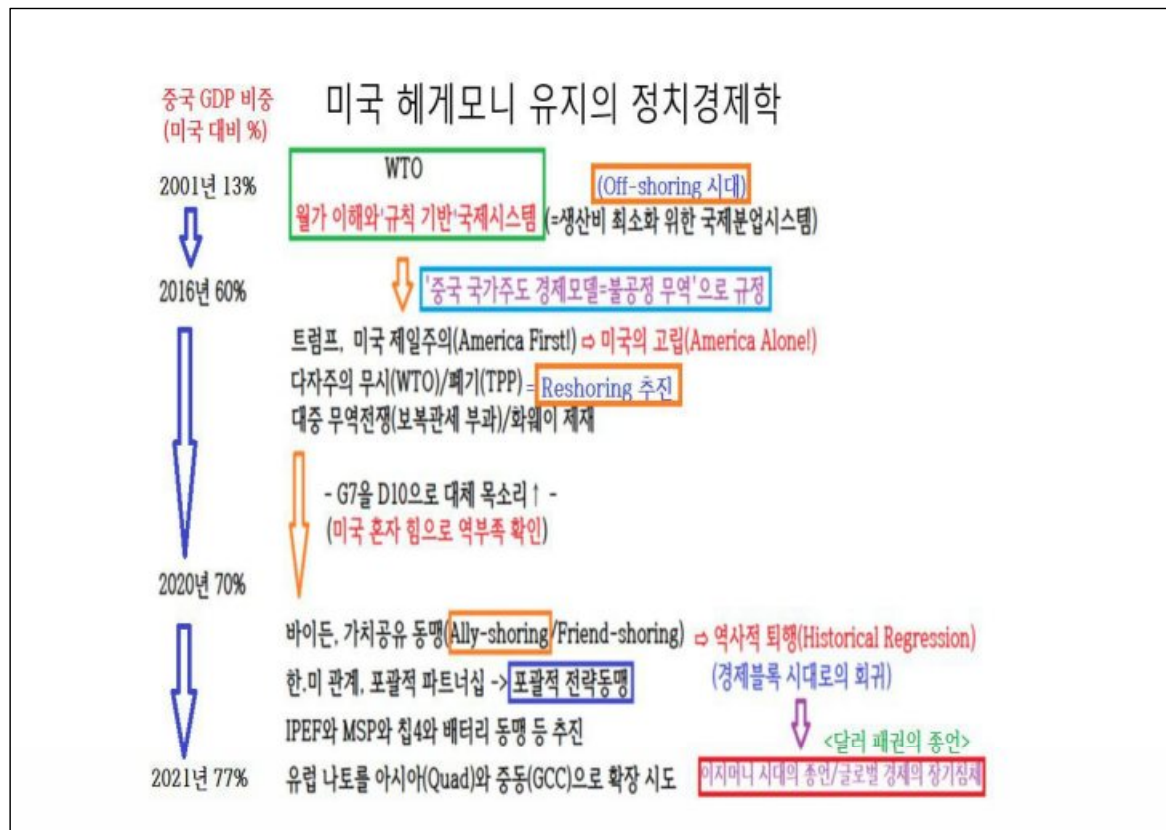 중국 GDP 비중
(미국 대비 %)
미국 헤게모니 유지의 정치경제학
2001년 13%
WTO
(Off-shoring 시대)
월가 이해와'규칙 기반'국제시스템 (=생산비 최소화 위한 국제분업시스템)
2016년 60%
'중국 국가주도 경제모델=불공정 무역'으로 규정
트럼프, 미국 제일주의(America First!) ⇨ 미국의 고립(America Alone!)
다자주의 무시(WTO)/폐기(TPP) = Reshoring 추진
대중 무역전쟁(보복관세 부과)/화웨이 제재
- G7을 D10으로 대체 목소리↑ -
(미국 혼자 힘으로 역부족 확인)
2020년 70%
바이든, 가치공유 동맹(Ally-shoring/Friend-shoring) ⇨ 역사적 퇴행(Historical Regression)
한.미 관계, 포괄적 파트너십 -> 포괄적 전략동맹
(경제블록 시대로의 회귀)
IPEF와 MSP와 칩4와 배터리 동맹 등 추진
<달러 패권의 종언>
2021년 77%
유럽 나토를 아시아(Quad)와 중동(GCC)으로 확장 시도
이지머니 시대의 종언/글로벌 경제의 장기침체